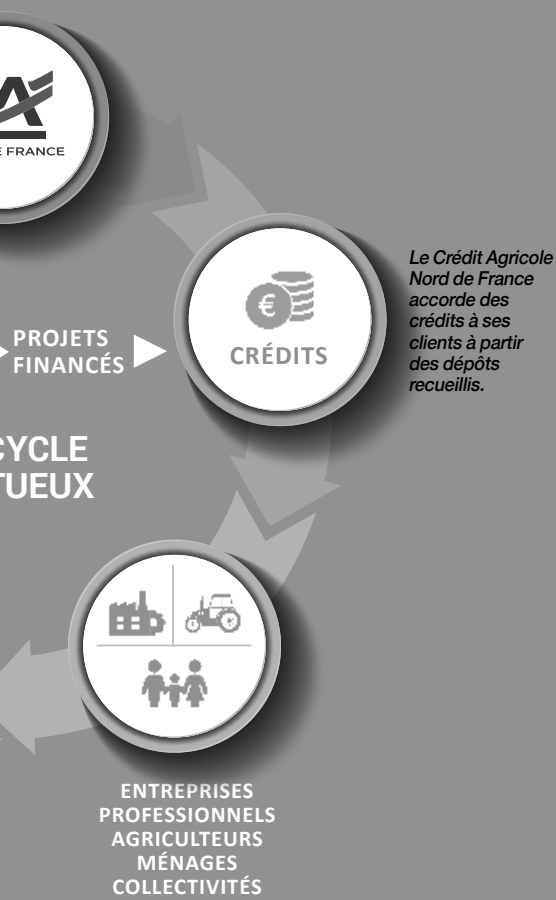 E FRANCE
Le Crédit Agricole
Nord de France
accorde des
crédits à ses
clients à partir
des dépôts
recueillis.
€
CRÉDITS
PROJETS
FINANCÉS
CYCLE
TUEUX
ENTREPRISES
PROFESSIONNELS
AGRICULTEURS
MÉNAGES
COLLECTIVITÉS